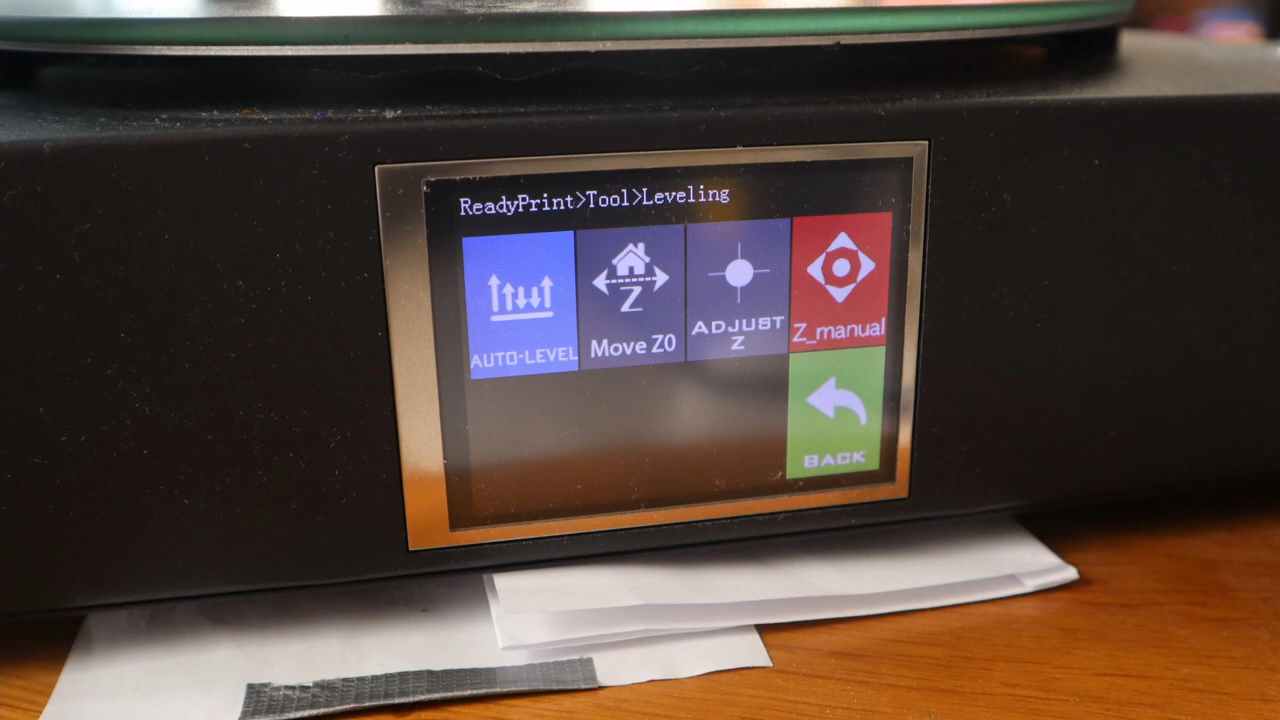 ReadyPrint>Tool>Leveling
AUTO-LEVEL
Z
Move Z0
ADJUST
Z
Z_manual
BACK